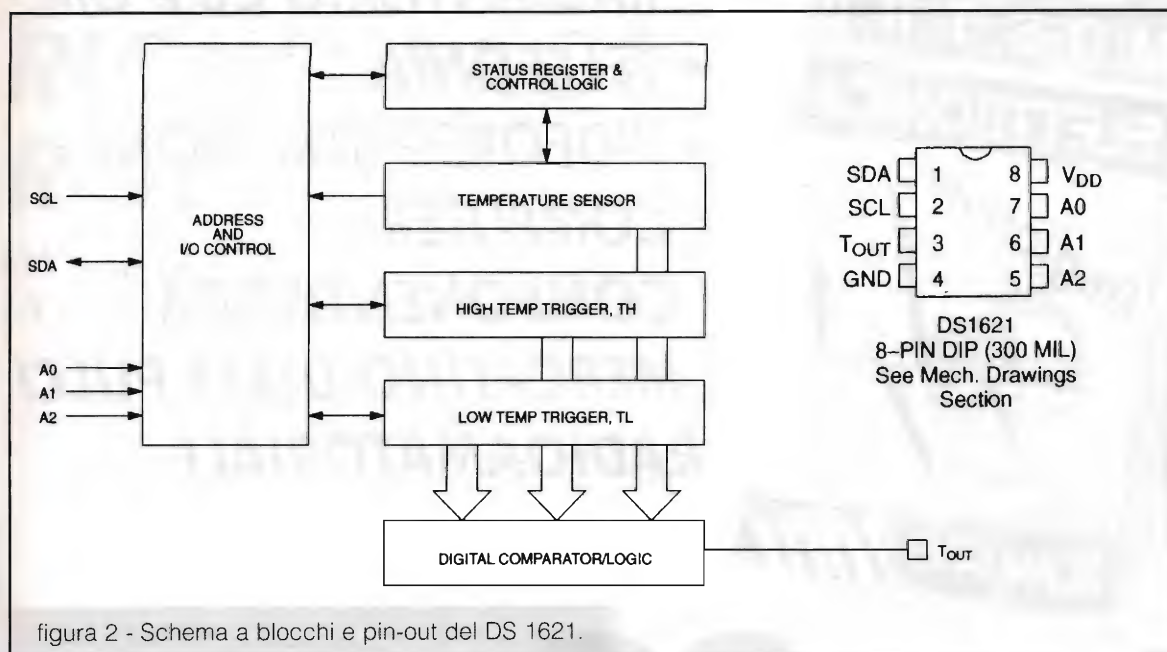 STATUS REGISTER &
CONTROL LOGIC
SCL
SDA
A0
A1
A2
ADDRESS
AND
I/O CONTROL
TEMPERATURE SENSOR
HIGH TEMP TRIGGER, TH
LOW TEMP TRIGGER, TL
DIGITAL COMPARATOR/LOGIC
TOUT
SDA 1 8 VDD
SCL 2 7 A0
TOUT 3 6 A1
GND 4 5 A2
DS1621
8-PIN DIP (300 MIL)
See Mech. Drawings
Section
figura 2 - Schema a blocchi e pin-out del DS 1621.